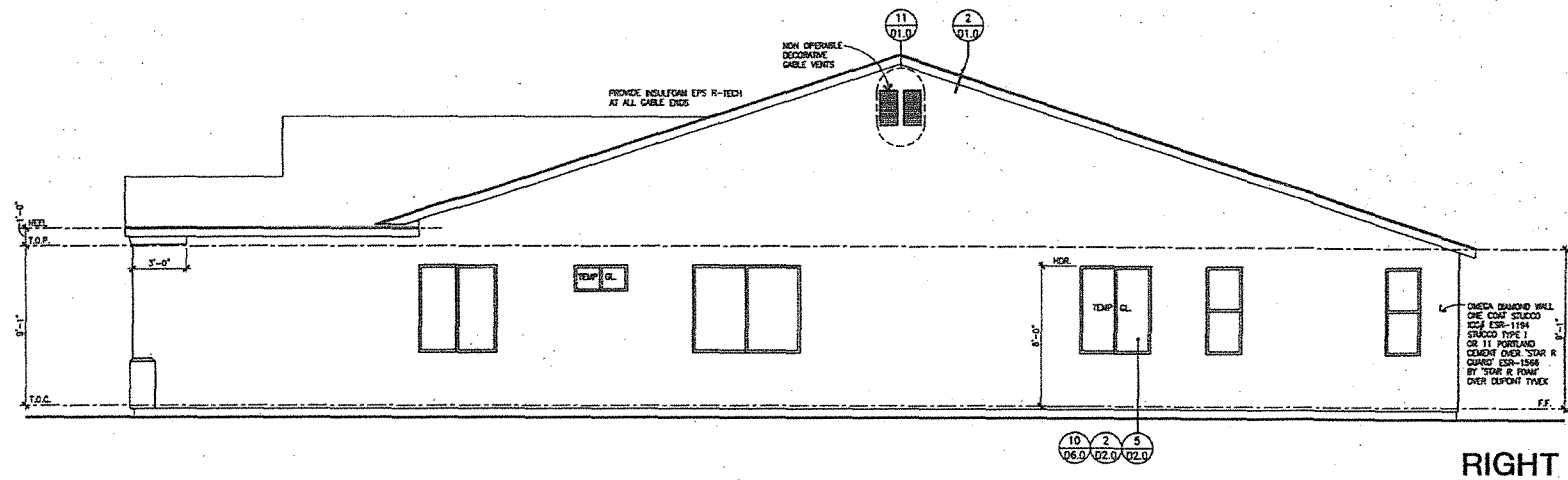 11
D1.0
2
D1.0
NON OPERABLE
DECORATIVE
GABLE VENTS
PROVIDE INSULFOAM EPS R-TECH
AT ALL GABLE ENDS
1'-0"
HEEL
T.O.P.
3'-0"
9'-1"
TEMP GL.
HDR.
TEMP GL.
8'-0"
OMEGA DIAMOND WALL
ONE COAT STUCCO
ICC# ESR-1194
STUCCO TYPE I
OR 11 PORTLAND
CEMENT OVER "STAR R
GUARD" ESR-1566
BY "STAR R FOAM"
OVER DUPONT TYVEK
9'-1"
T.O.C.
F.F.
10
D6.0
2
D2.0
5
D2.0
RIGHT